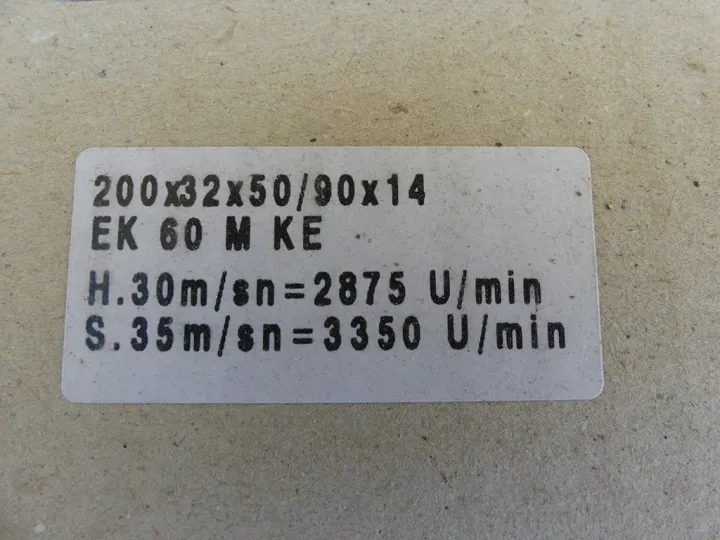 200x32x50/90x14
EK 60 M KE
H.30m/sn=2875 U/min
S.35m/sn=3350 U/min